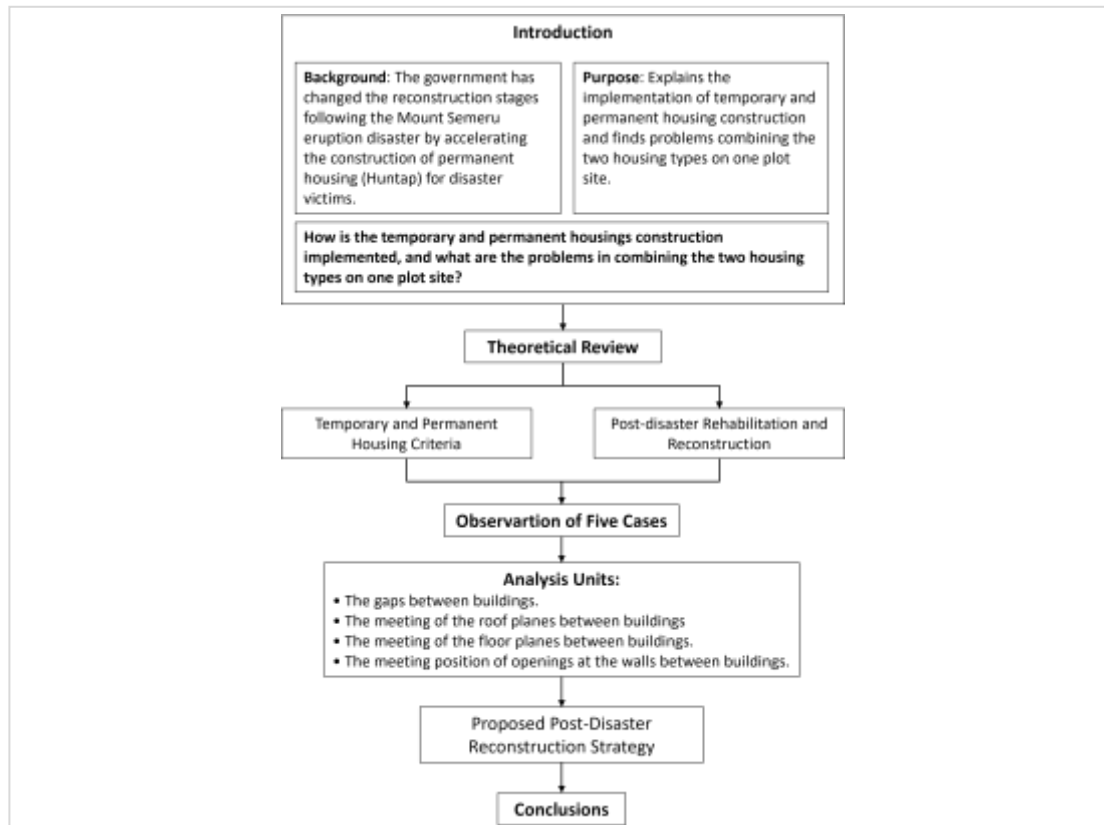 Introduction
Background: The government has
changed the reconstruction stages
following the Mount Semeru
eruption disaster by accelerating
the construction of permanent
housing (Huntap) for disaster
victims.
Purpose: Explains the
implementation of temporary and
permanent housing construction
and finds problems combining the
two housing types on one plot
site.
How is the temporary and permanent housings construction
implemented, and what are the problems in combining the two housing
types on one plot site?
Theoretical Review
Temporary and Permanent
Housing Criteria
Post-disaster Rehabilitation and
Reconstruction
Observartion of Five Cases
Analysis Units:
• The gaps between buildings.
• The meeting of the roof planes between buildings
• The meeting of the floor planes between buildings.
• The meeting position of openings at the walls between buildings.
Proposed Post-Disaster
Reconstruction Strategy
Conclusions